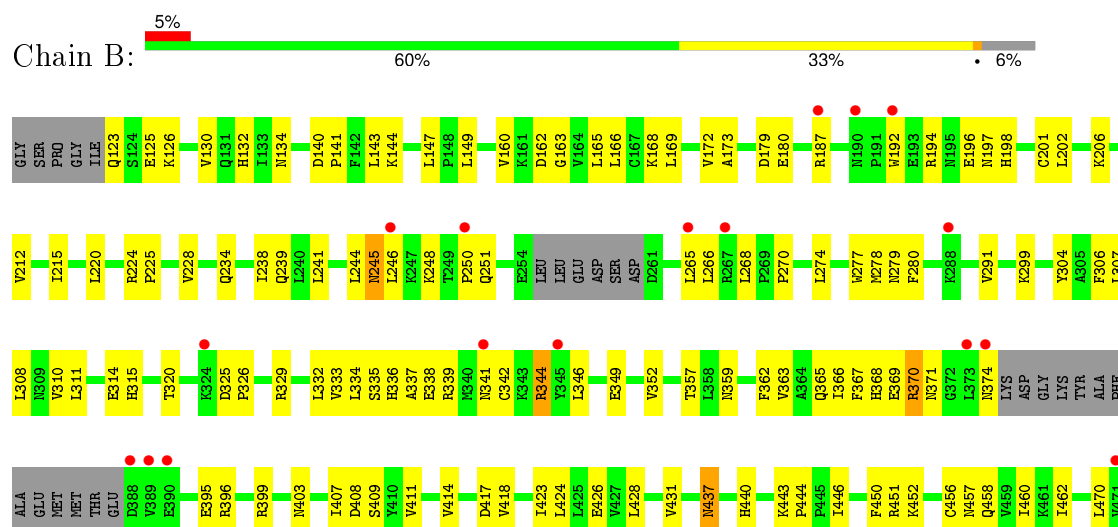 5%
Chain B:
60% 33% • 6%
GLY SER PRO GLY ILE Q123 S124 E125 K126 V130 Q131 H132 I133 N134 D140 P141 F142 L143 K144 L147 P148 L149 V160 K161 D162 G163 V164 L165 L166 C167 K168 L169 V172 A173 D179 E180 R187 N190 P191 W192 E193 R194 N195 E196 N197 H198 C201 L202 K206
V212 I215 L220 R224 P225 V228 Q234 I238 Q239 L240 L241 L244 N245 L246 K247 K248 T249 P250 Q251 E254 LEU LEU GLU ASP SER ASP D261 L265 L266 R267 L268 P269 P270 L274 W277 M278 N279 F280 K288 V291 K299 Y304 A305 F306 L307
L308 N309 V310 L311 E314 H315 T320 K324 D325 P326 R329 L332 V333 L334 S335 H336 A337 E338 R339 M340 N341 C342 K343 R344 Y345 L346 E349 V352 T357 L358 N359 F362 V363 A364 Q365 I366 F367 H368 E369 R370 N371 G372 L373 N374 LYS ASP GLY LYS TYR ALA PHE
ALA GLU MET MET THR GLU D388 V389 E390 E395 R396 R399 N403 I407 D408 S409 Y410 V411 V414 D417 V418 I423 L424 L425 E426 V427 L428 V431 N437 H440 K443 P444 P445 I446 F450 R451 K452 C456 N457 Q458 V459 I460 K461 I462 L470 L471